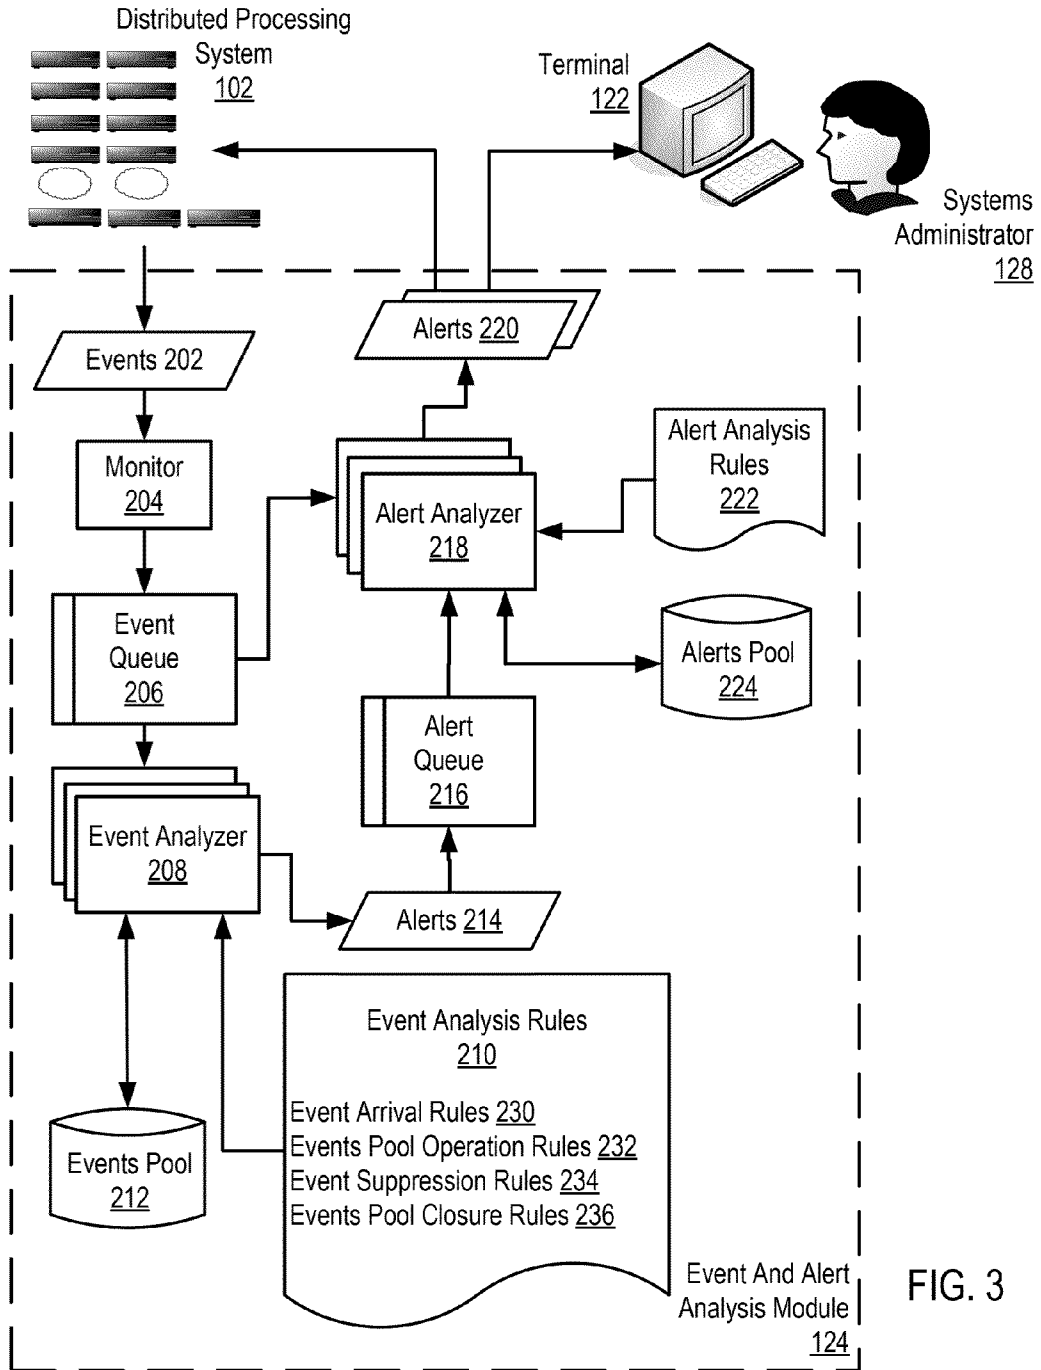 Distributed Processing
System
102
Terminal
122
Systems
Administrator
128
Alerts 220
Events 202
Monitor
204
Alert Analysis
Rules
222
Alert Analyzer
218
Event
Queue
206
Alerts Pool
224
Alert
Queue
216
Event Analyzer
208
Alerts 214
Event Analysis Rules
210
Event Arrival Rules 230
Events Pool Operation Rules 232
Event Suppression Rules 234
Events Pool Closure Rules 236
Events Pool
212
Event And Alert
Analysis Module
124
FIG. 3